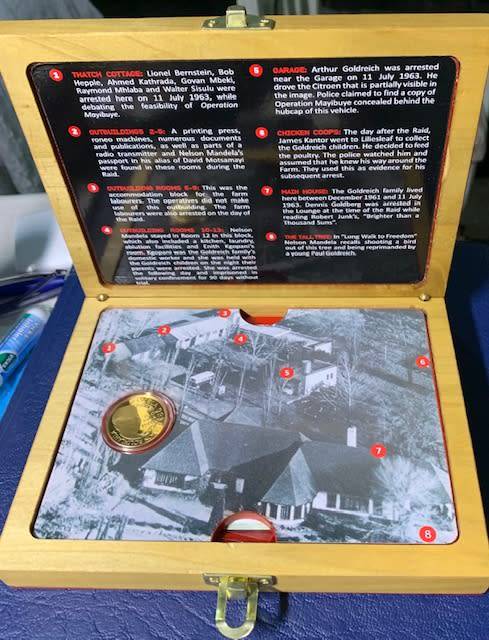 1 THATCH COTTAGE: Lionel Bernstein, Bob
Hepple, Ahmed Kathrada, Govan Mbeki,
Raymond Mhlaba and Walter Sisulu were
arrested here on 11 July 1963, while
debating the feasibility of Operation
Mayibuye.
2 OUTBUILDINGS 2-5: A printing press,
roneo machines, numerous documents
and publications, as well as parts of a
radio transmitter and Nelson Mandela's
passport in his alias of David Motsamayi
were found in these rooms during the
Raid.
3 OUTBUILDING ROOMS 6-9: This was the
accommodation block for the farm
labourers. The operatives did not make
use of this outbuilding. The farm
labourers were also arrested on the day of
the Raid.
4 OUTBUILDING ROOMS 10-13: Nelson
Mandela stayed in Room 12 in this block,
which also included a kitchen, laundry,
ablution facilities and Enith Kgopani's
room. Kgopani was the Goldreich family's
domestic worker and she was held with
the Goldreich children on the night their
parents were arrested. She was arrested
the following day and imprisoned in
solitary confinement for 90 days without
trial.
5 GARAGE: Arthur Goldreich was arrested
near the Garage on 11 July 1963. He
drove the Citroen that is partially visible in
the image. Police claimed to find a copy of
Operation Mayibuye concealed behind the
hubcap of this vehicle.
6 CHICKEN COOPS: The day after the Raid,
James Kantor went to Lilliesleaf to collect
the Goldreich children. He decided to feed
the poultry. The police watched him and
assumed that he knew his way around the
Farm. They used this as evidence for his
subsequent arrest.
7 MAIN HOUSE: The Goldreich family lived
here between December 1961 and 11 July
1963. Dennis Goldberg was arrested in
the Lounge at the time of the Raid while
reading Robert Junk's, "Brighter than a
Thousand Suns".
8 THE TALL TREE: In "Long Walk to Freedom"
Nelson Mandela recalls shooting a bird
out of this tree and being reprimanded by
a young Paul Goldreich.
3
2
4
5
6
7
8